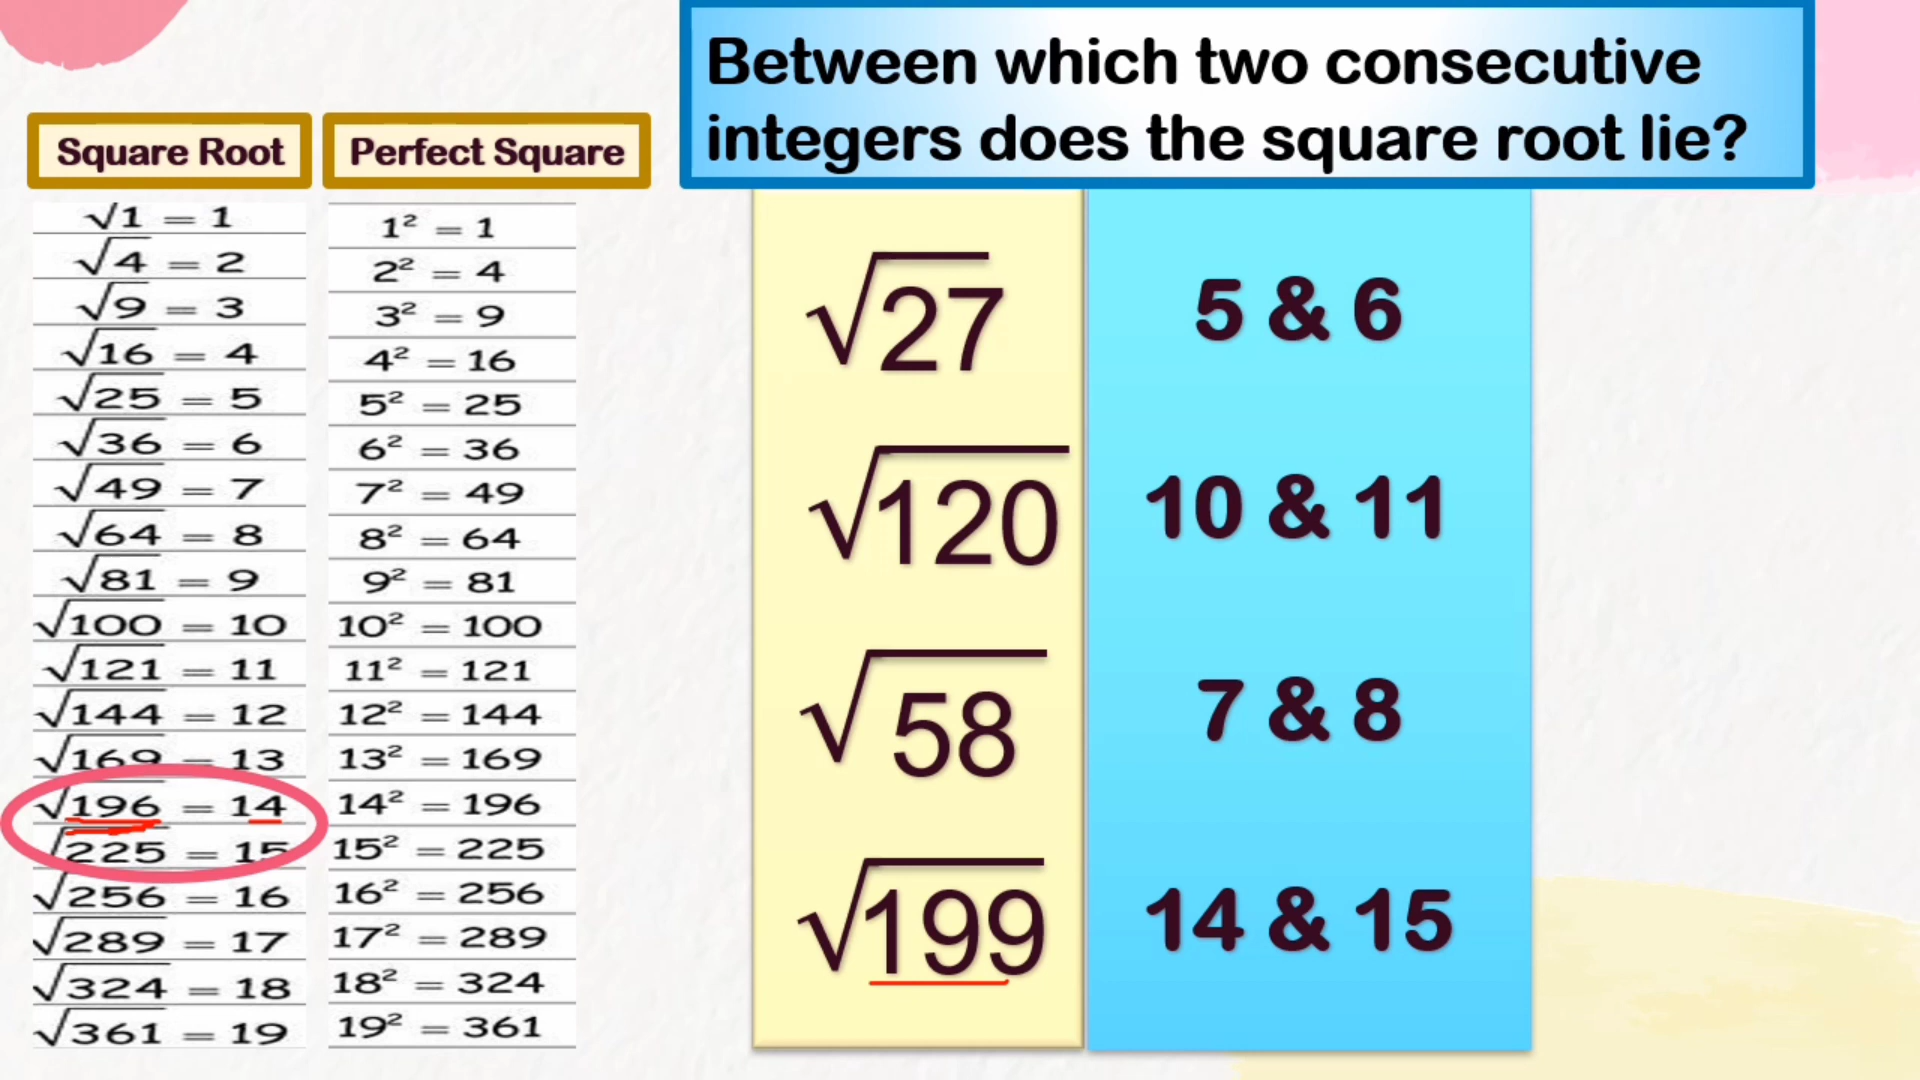 Between which two consecutive
integers does the square root lie?
Square Root
Perfect Square
√1 = 1
√4 = 2
√9 = 3
√16 = 4
√25 = 5
√36 = 6
√49 = 7
√64 = 8
√81 = 9
√100 = 10
√121 = 11
√144 = 12
√169 = 13
√196 = 14
√225 = 15
√256 = 16
√289 = 17
√324 = 18
√361 = 19
1² = 1
2² = 4
3² = 9
4² = 16
5² = 25
6² = 36
7² = 49
8² = 64
9² = 81
10² = 100
11² = 121
12² = 144
13² = 169
14² = 196
15² = 225
16² = 256
17² = 289
18² = 324
19² = 361
√27 5 & 6
√120 10 & 11
√58 7 & 8
√199 14 & 15